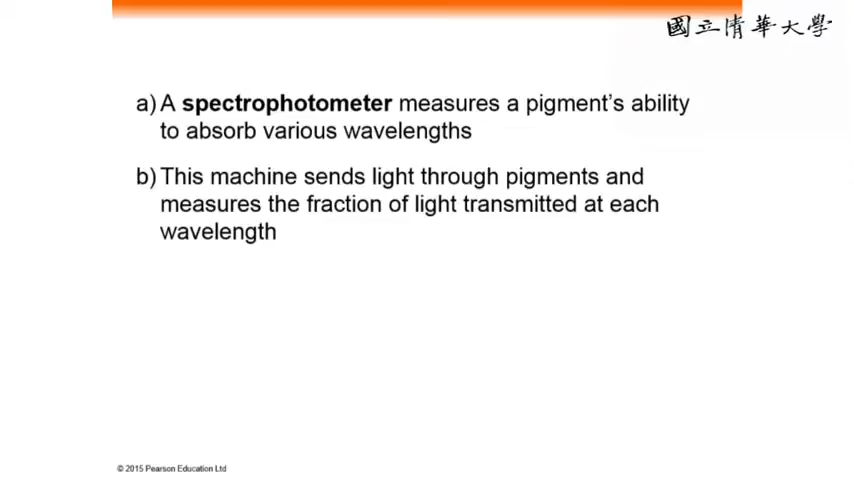 國立清華大學
a) A spectrophotometer measures a pigment’s ability
to absorb various wavelengths
b) This machine sends light through pigments and
measures the fraction of light transmitted at each
wavelength
© 2015 Pearson Education Ltd